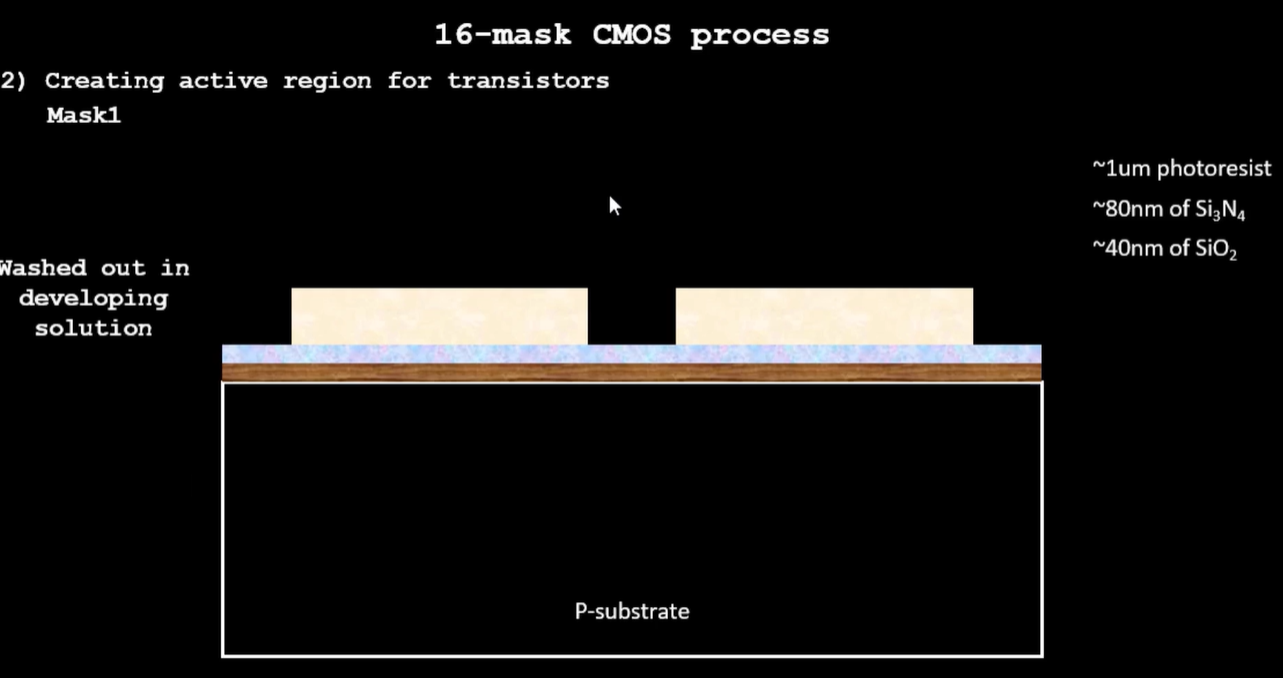 16-mask CMOS process
2) Creating active region for transistors
Mask1
~1um photoresist
~80nm of Si₃N₄
~40nm of SiO₂
Washed out in
developing
solution
P-substrate